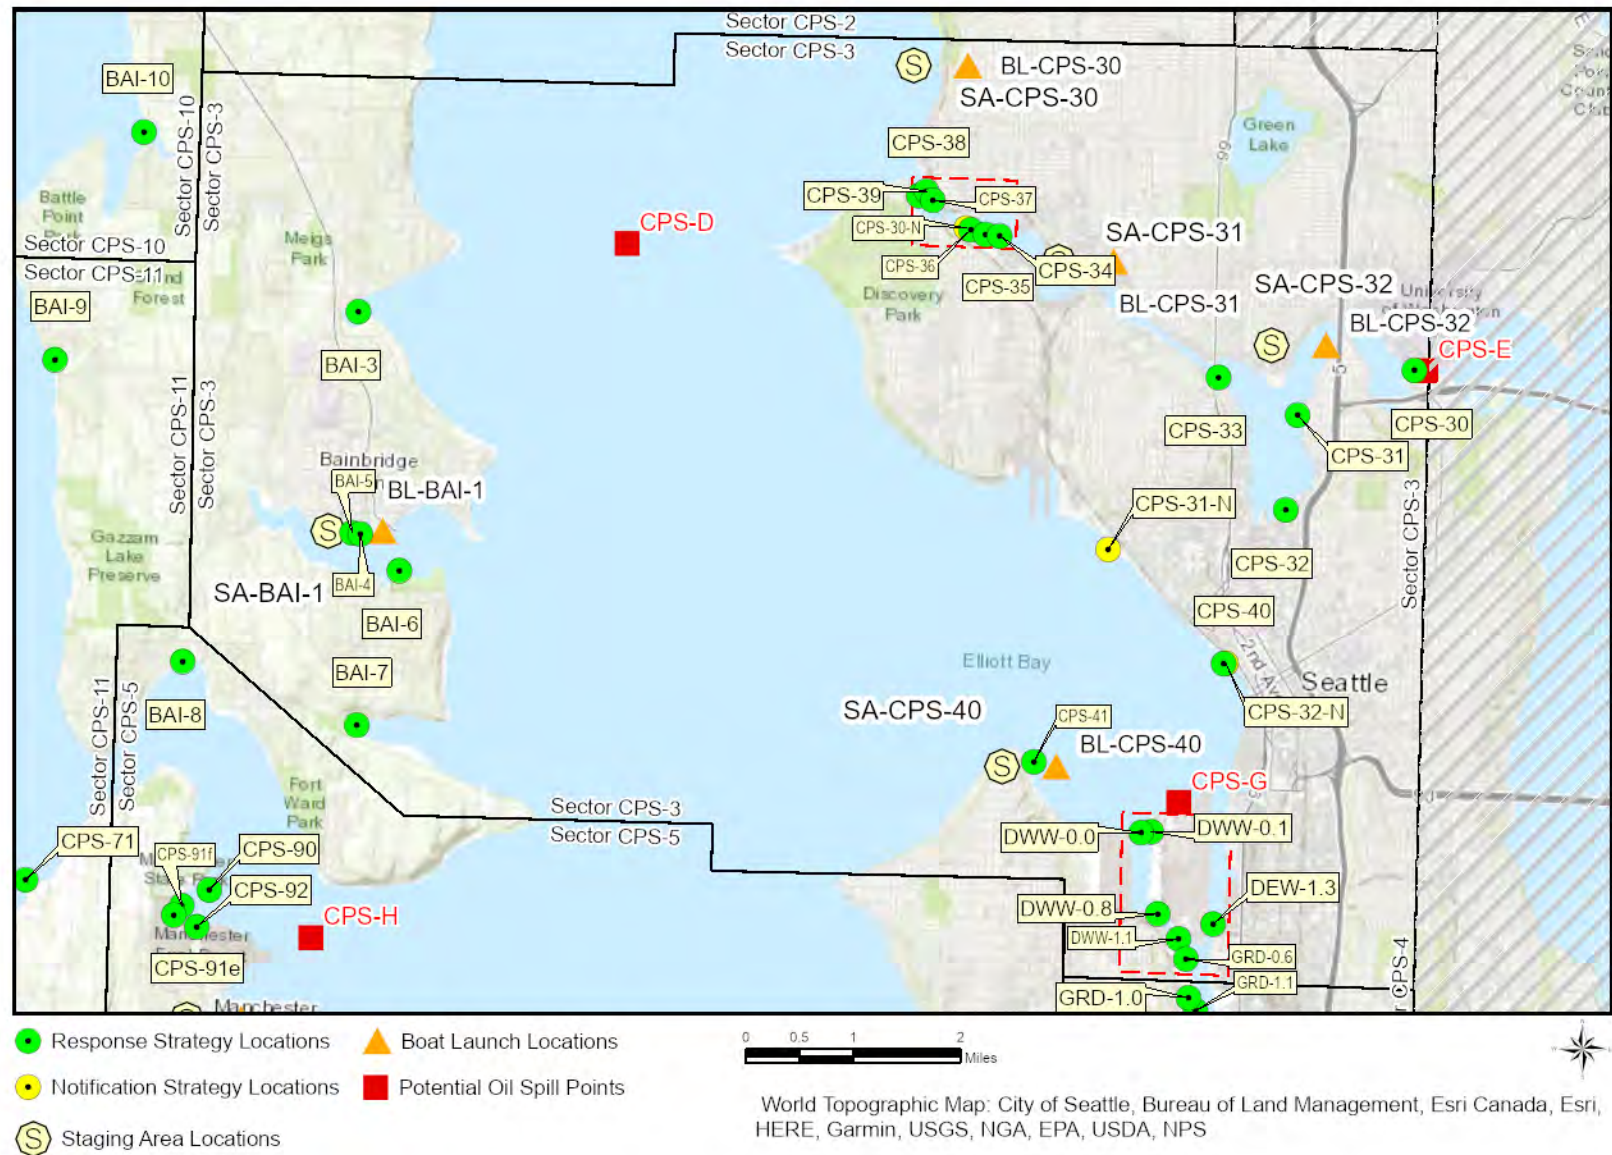 Sector CPS-2
Sector CPS-3
BAI-10
Sector CPS-10
Sector CPS-3
BL-CPS-30
SA-CPS-30
Green
Lake
99
CPS-38
CPS-39
CPS-37
CPS-30-N
CPS-36
CPS-35
CPS-34
SA-CPS-31
BL-CPS-31
Battle
Point
Park
Sector CPS-10
Sector CPS-11
Forest
BAI-9
Meigs
Park
CPS-D
Discovery
Park
SA-CPS-32
University
BL-CPS-32
CPS-E
5
BAI-3
Sector CPS-11
Sector CPS-3
CPS-33
CPS-30
CPS-31
Bainbridge
BAI-5
BL-BAI-1
S
BAI-4
Gazzam
Lake
Preserve
SA-BAI-1
BAI-6
CPS-31-N
CPS-32
Sector CPS-3
CPS-40
BAI-7
Elliott Bay
2nd Ave
Seattle
CPS-32-N
BAI-8
Sector CPS-11
Sector CPS-5
SA-CPS-40
CPS-41
BL-CPS-40
S
CPS-G
Fort
Ward
Park
Sector CPS-3
Sector CPS-5
CPS-71
CPS-91f
CPS-90
CPS-92
DWW-0.0
DWW-0.1
DEW-1.3
DWW-0.8
DWW-1.1
GRD-0.6
CPS-H
CPS-91e
GRD-1.0
GRD-1.1
CPS-4
Manchester
S
S
Response Strategy Locations
Boat Launch Locations
Notification Strategy Locations
Potential Oil Spill Points
S Staging Area Locations
0 0.5 1 2
Miles
World Topographic Map: City of Seattle, Bureau of Land Management, Esri Canada, Esri,
HERE, Garmin, USGS, NGA, EPA, USDA, NPS